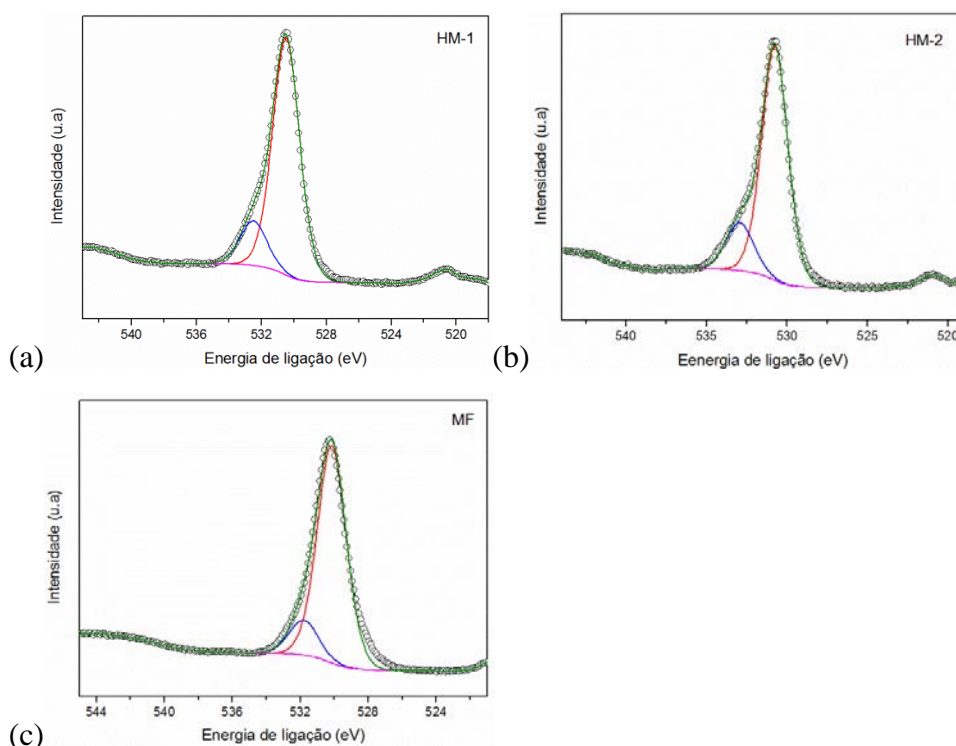 HM-1
Intensidade (u.a)
540 536 532 528 524 520
Energia de ligação (eV)
(a)
HM-2
Intensidade (u.a)
540 535 530 525 520
Eenergia de ligação (eV)
(b)
MF
Intensidade (u.a)
544 540 536 532 528 524
Energia de ligação (eV)
(c)